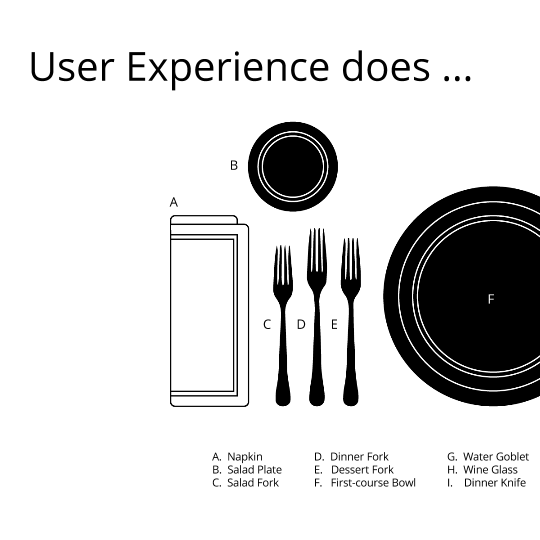 User Experience does ...
B
A
F
C D E
A. Napkin
B. Salad Plate
C. Salad Fork
D. Dinner Fork
E. Dessert Fork
F. First-course Bowl
G. Water Goblet
H. Wine Glass
I. Dinner Knife